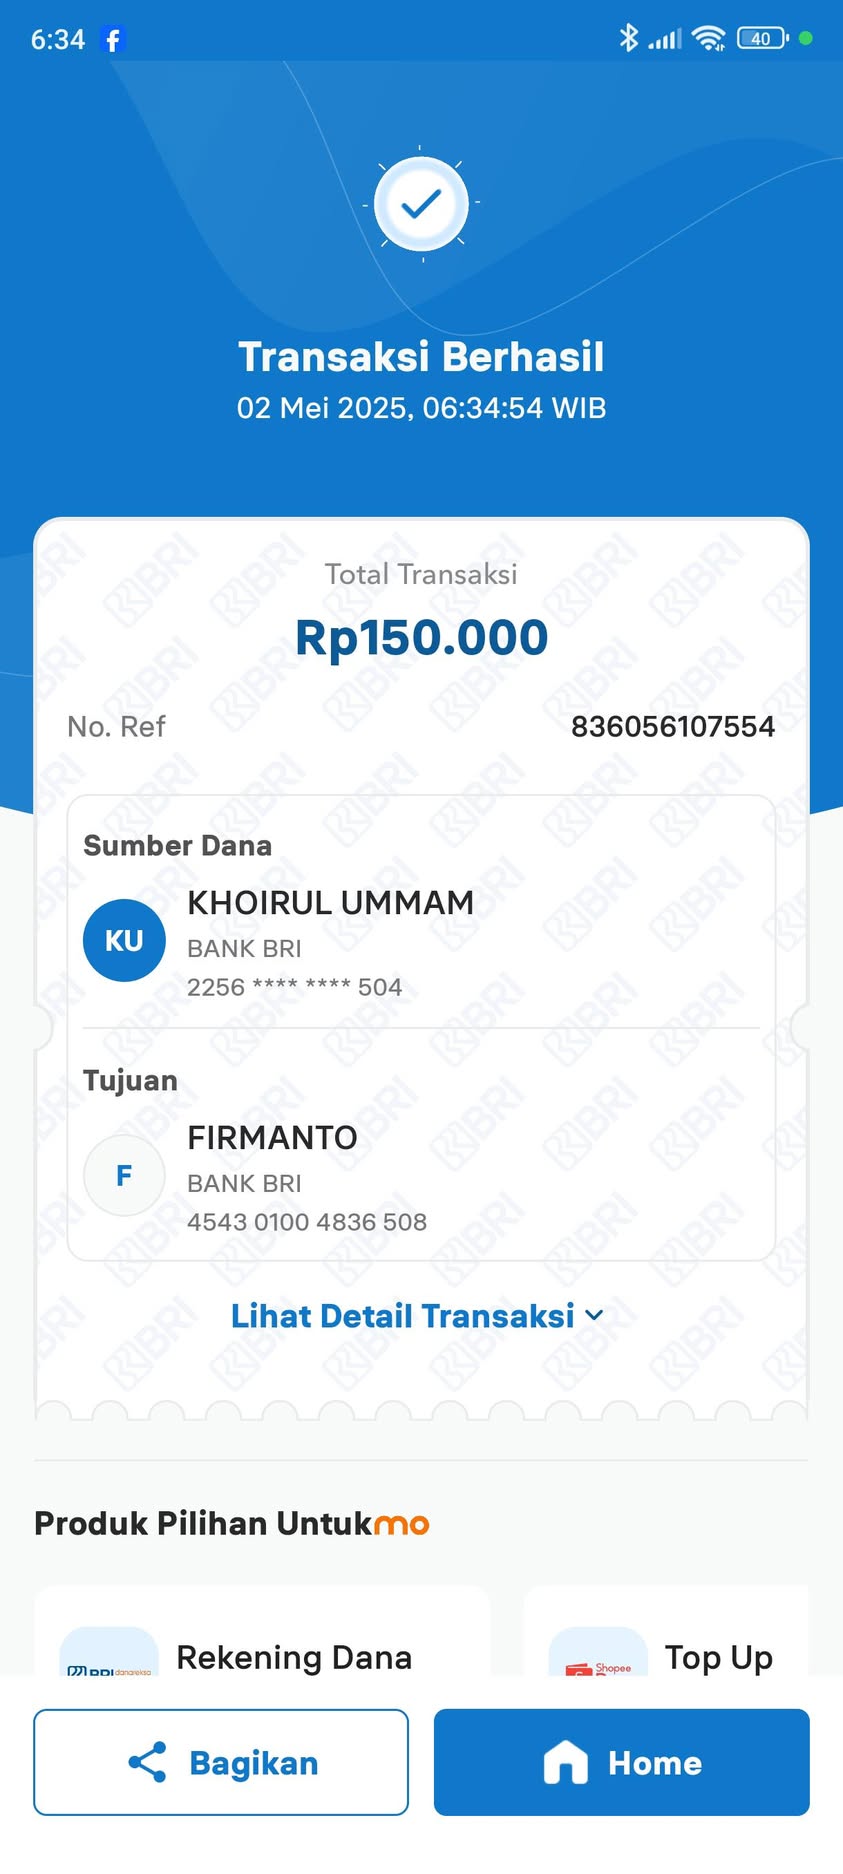 6:34
40
Transaksi Berhasil
02 Mei 2025, 06:34:54 WIB
Total Transaksi
Rp150.000
No. Ref 836056107554
Sumber Dana
KU
KHOIRUL UMMAM
BANK BRI
2256 **** **** 504
Tujuan
F
FIRMANTO
BANK BRI
4543 0100 4836 508
Lihat Detail Transaksi
Produk Pilihan Untukmo
BRI danareksa
Rekening Dana
Shopee
Top Up
Bagikan
Home